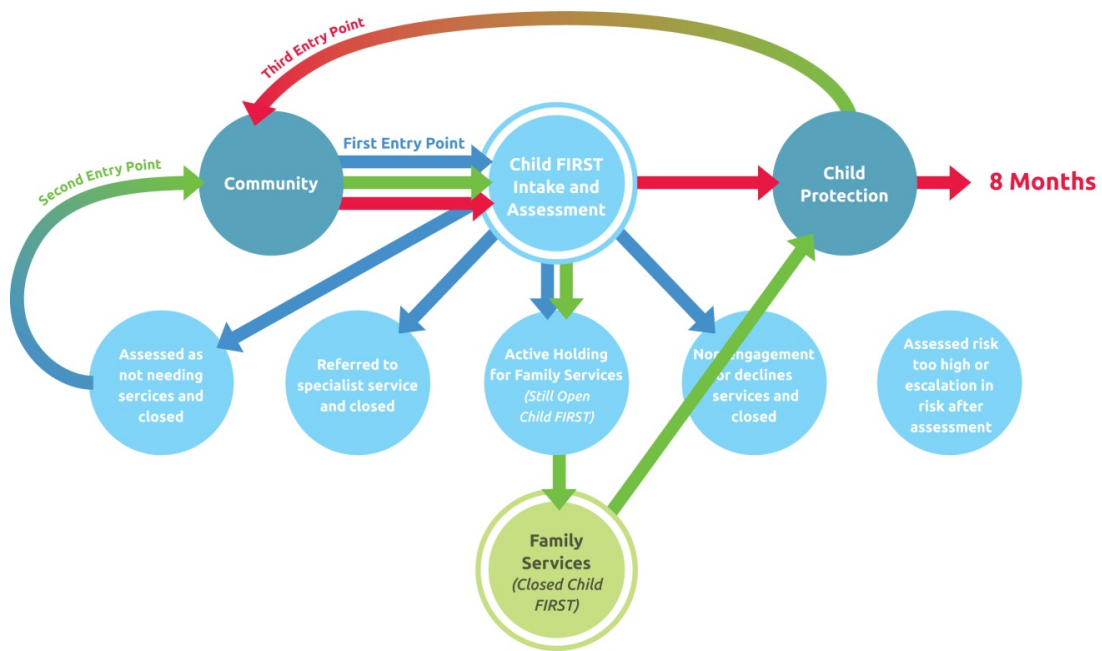 Third Entry Point
Second Entry Point
First Entry Point
Community
Child FIRST
Intake and
Assessment
Child
Protection
8 Months
Assessed as
not needing
sercices and
closed
Referred to
specialist service
and closed
Active Holding
for Family Services
(Still Open
Child FIRST)
Non engagement
or declines
services and
closed
Assessed risk
too high or
escalation in
risk after
assessment
Family
Services
(Closed Child
FIRST)